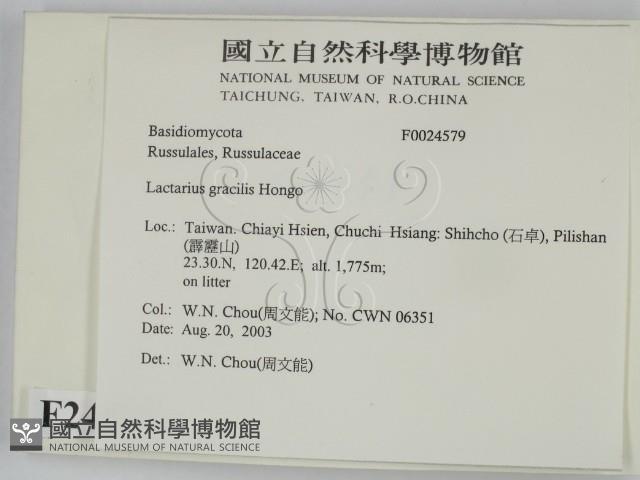 國立自然科學博物館
NATIONAL MUSEUM OF NATURAL SCIENCE
TAICHUNG, TAIWAN, R.O.CHINA
Basidiomycota F0024579
Russulales, Russulaceae
Lactarius gracilis Hongo
Loc.: Taiwan. Chiayi Hsien, Chuchi Hsiang: Shihcho (石卓), Pilishan
(霹靂山)
23.30.N, 120.42.E; alt. 1,775m;
on litter
Col.: W.N. Chou(周文能); No. CWN 06351
Date: Aug. 20, 2003
Det.: W.N. Chou(周文能)
F24
國立自然科學博物館
NATIONAL MUSEUM OF NATURAL SCIENCE